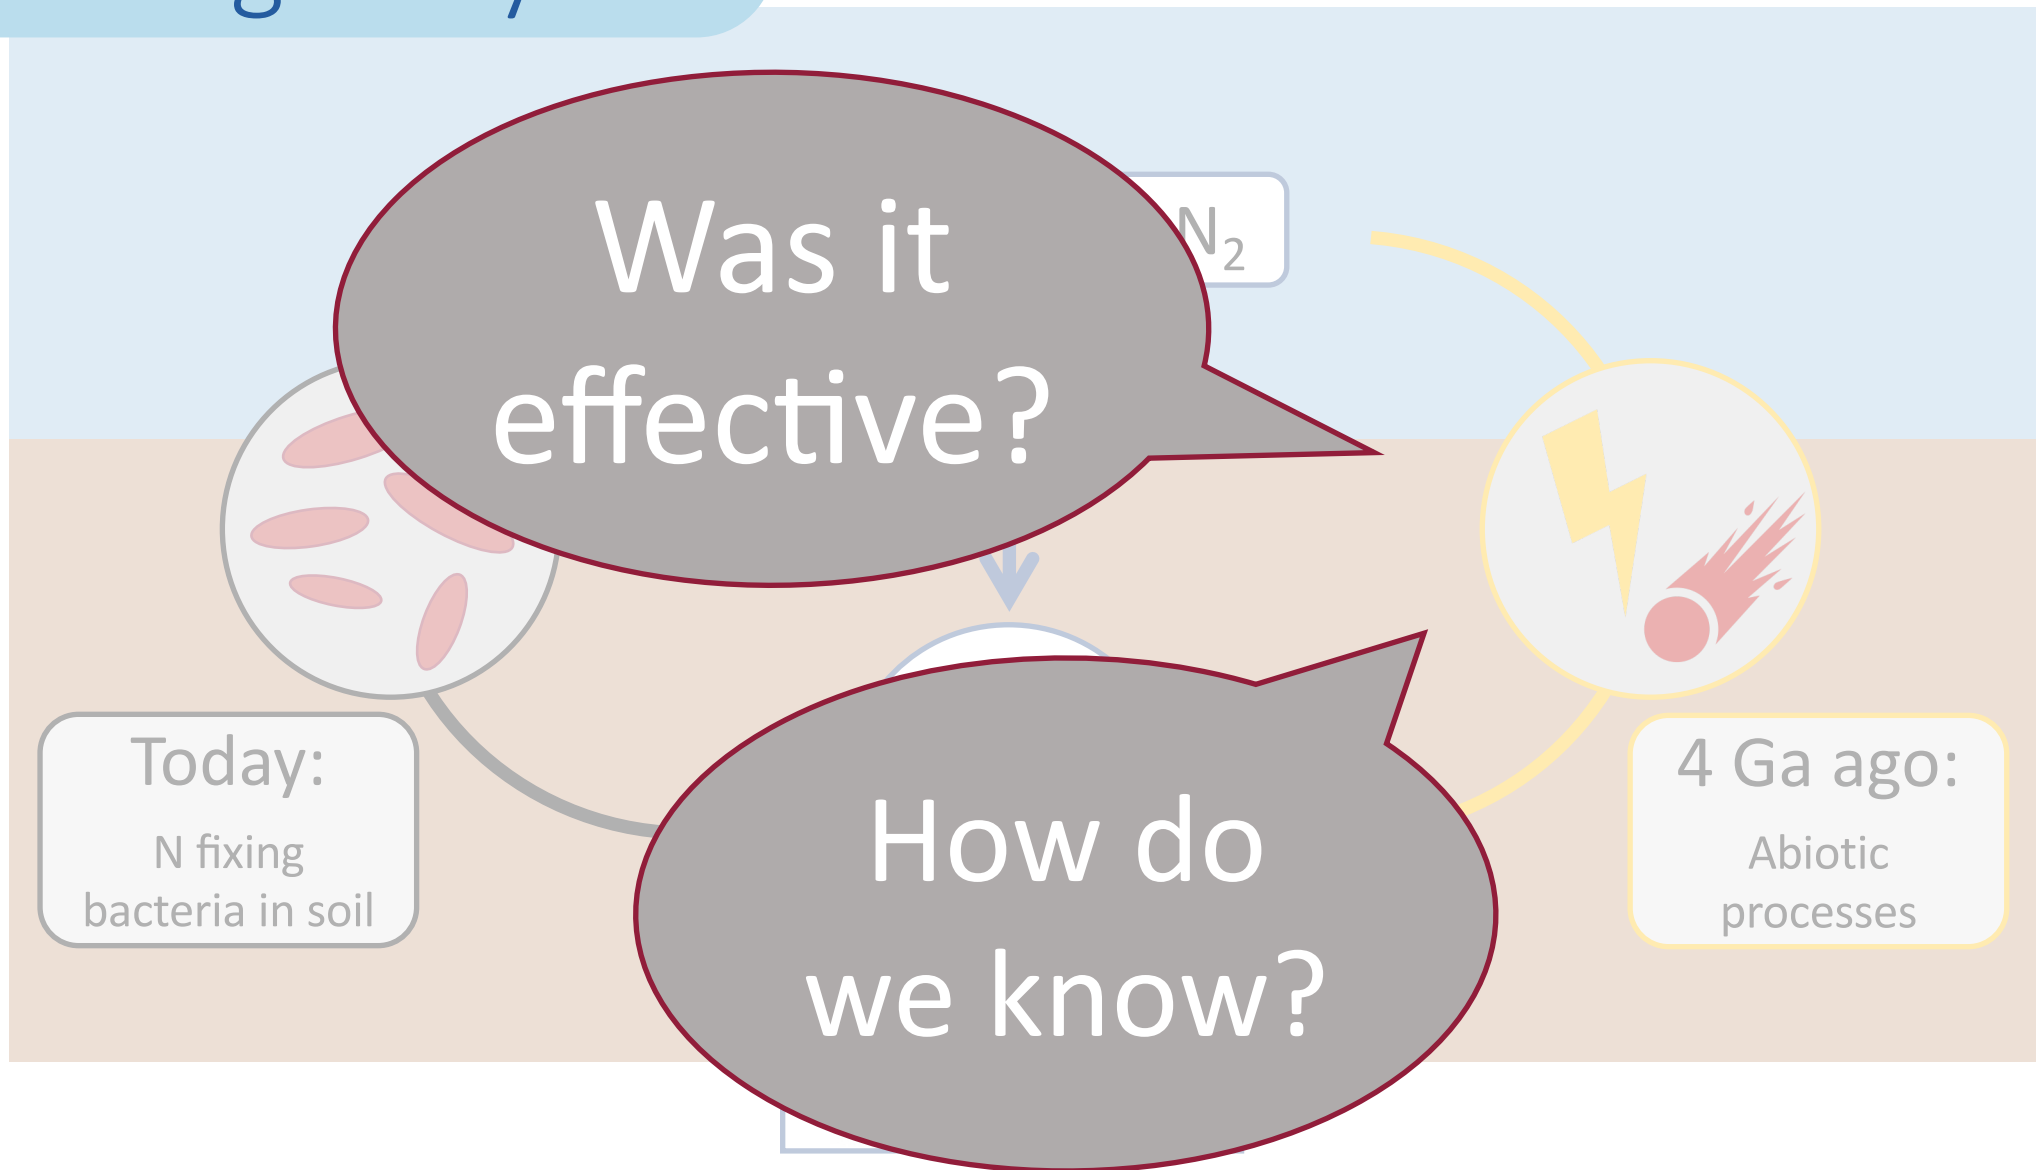 Was it
effective?
N₂
Today:
N fixing
bacteria in soil
4 Ga ago:
Abiotic
processes
How do
we know?